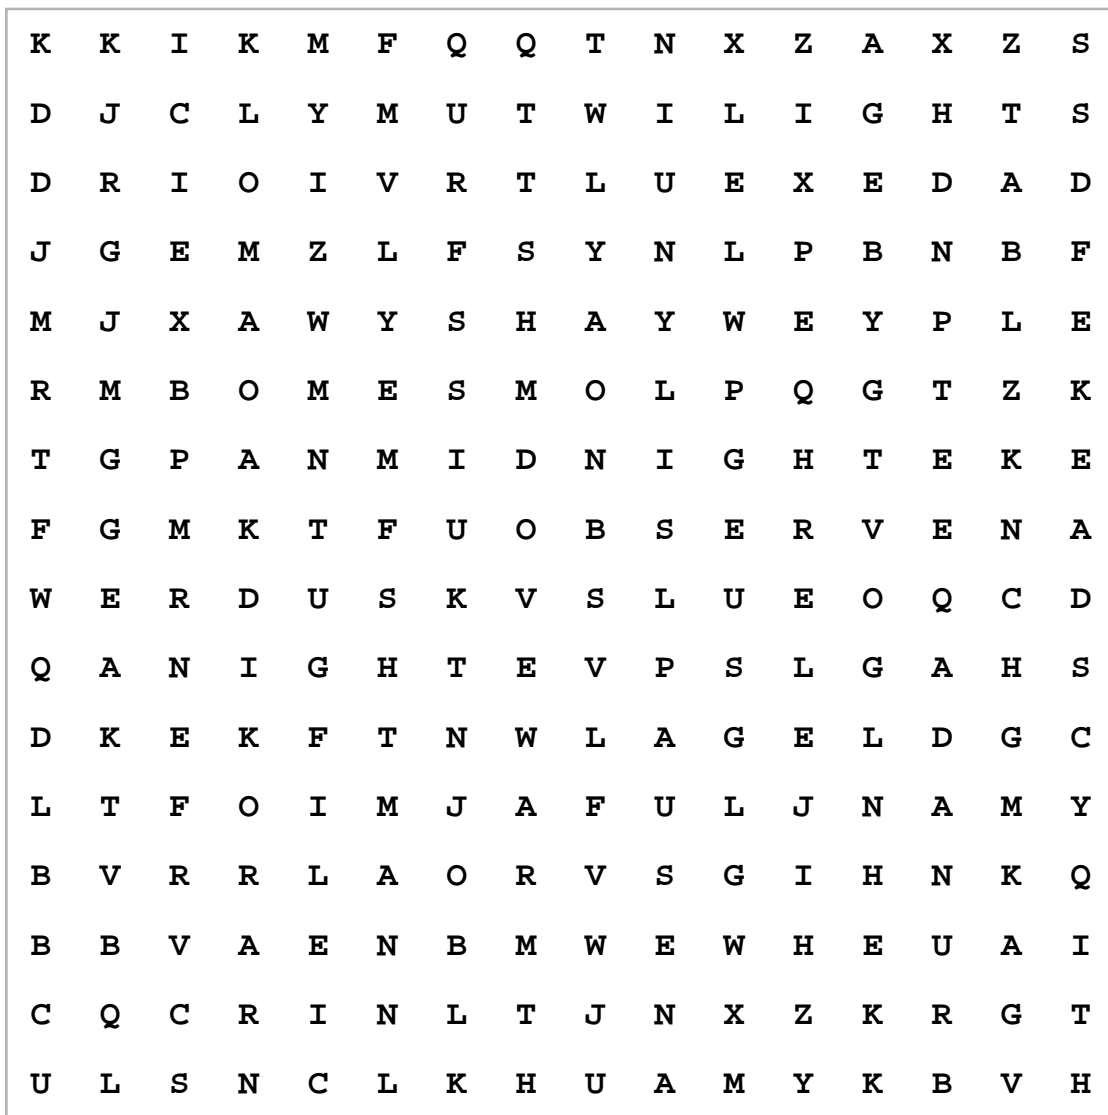 K K I K M F Q Q T N X Z A X Z S
D J C L Y M U T W I L I G H T S
D R I O I V R T L U E X E D A D
J G E M Z L F S Y N L P B N B F
M J X A W Y S H A Y W E Y P L E
R M B O M E S M O L P Q G T Z K
T G P A N M I D N I G H T E K E
F G M K T F U O B S E R V E N A
W E R D U S K V S L U E O Q C D
Q A N I G H T E V P S L G A H S
D K E K F T N W L A G E L D G C
L T F O I M J A F U L J N A M Y
B V R R L A O R V S G I H N K Q
B B V A E N B M W E W H E U A I
C Q C R I N L T J N X Z K R G T
U L S N C L K H U A M Y K B V H